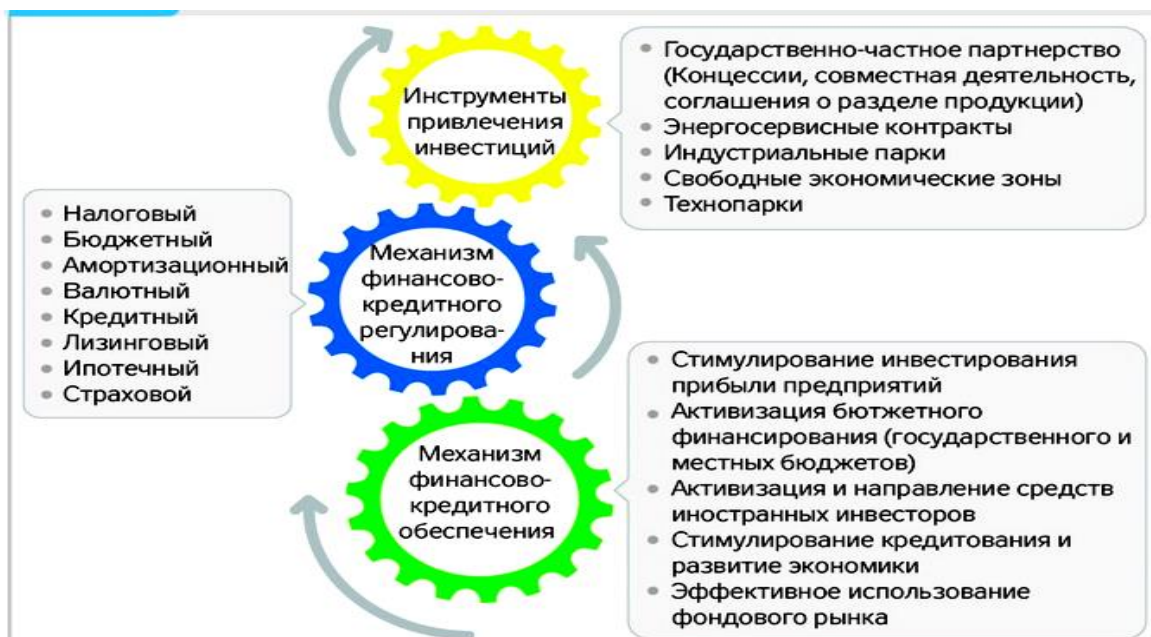 Инструменты
привлечения
инвестиций
Государственно-частное партнерство
(Концессии, совместная деятельность,
соглашения о разделе продукции)
Энергосервисные контракты
Индустриальные парки
Свободные экономические зоны
Технопарки
Налоговый
Бюджетный
Амортизационный
Валютный
Кредитный
Лизинговый
Ипотечный
Страховой
Механизм
финансово-
кредитного
регулирова-
ния
Механизм
финансово-
кредитного
обеспечения
Стимулирование инвестирования
прибыли предприятий
Активизация бютжетного
финансирования (государственного и
местных бюджетов)
Активизация и направление средств
иностранных инвесторов
Стимулирование кредитования и
развитие экономики
Эффективное использование
фондового рынка